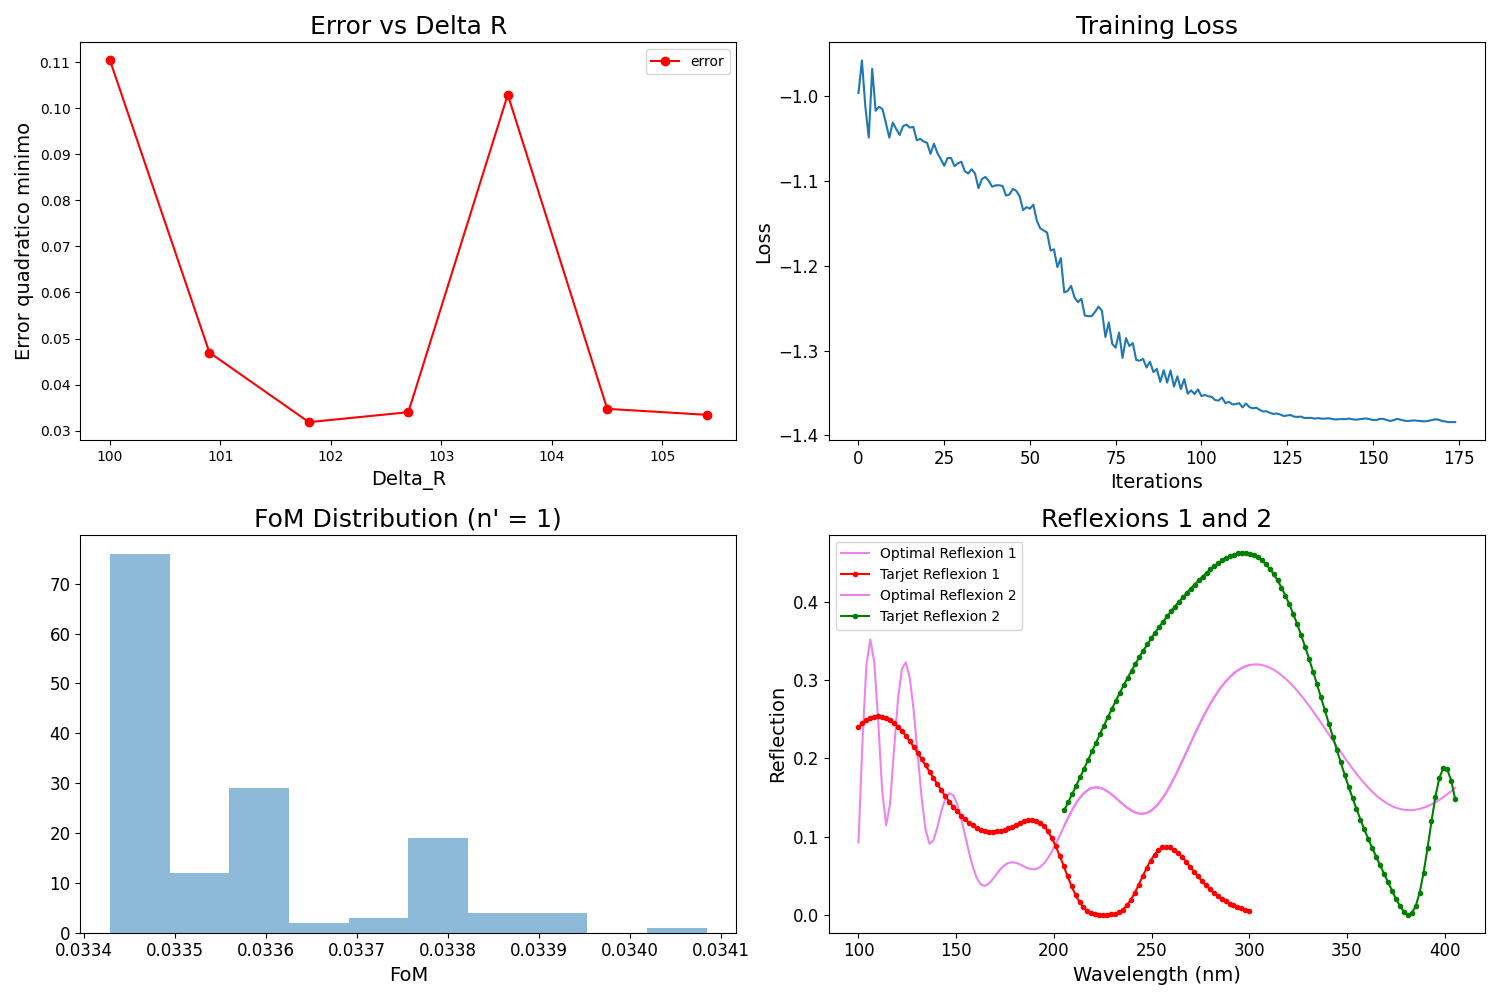 Error vs Delta R
error
Error quadratico minimo
0.11
0.10
0.09
0.08
0.07
0.06
0.05
0.04
0.03
100 101 102 103 104 105
Delta_R
Training Loss
Loss
−1.0
−1.1
−1.2
−1.3
−1.4
0 25 50 75 100 125 150 175
Iterations
FoM Distribution (n' = 1)
70
60
50
40
30
20
10
0
0.0334 0.0335 0.0336 0.0337 0.0338 0.0339 0.0340 0.0341
FoM
Reflexions 1 and 2
Optimal Reflexion 1
Tarjet Reflexion 1
Optimal Reflexion 2
Tarjet Reflexion 2
Reflection
0.4
0.3
0.2
0.1
0.0
100 150 200 250 300 350 400
Wavelength (nm)